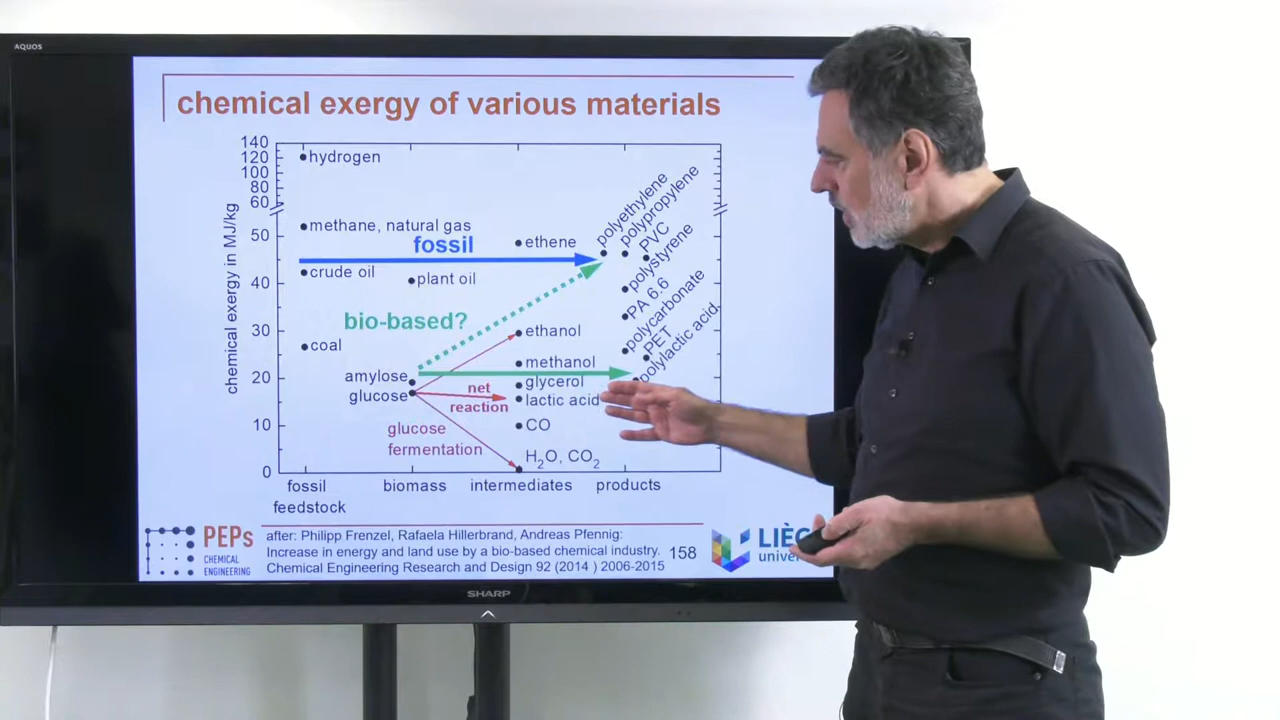 AQUOS
chemical exergy of various materials
chemical exergy in MJ/kg
140
120
100
80
60
50
40
30
20
10
0
hydrogen
methane, natural gas
fossil
crude oil
coal
plant oil
bio-based?
amylose
glucose
net
reaction
glucose
fermentation
ethene
ethanol
methanol
glycerol
lactic acid
CO
H₂O, CO₂
polyethylene
polypropylene
PVC
polystyrene
PA 6.6
polycarbonate
PET
polylactic acid
fossil
feedstock
biomass
intermediates
products
PEPs
CHEMICAL
ENGINEERING
after: Philipp Frenzel, Rafaela Hillerbrand, Andreas Pfennig:
Increase in energy and land use by a bio-based chemical industry.
Chemical Engineering Research and Design 92 (2014 ) 2006-2015
158
SHARP